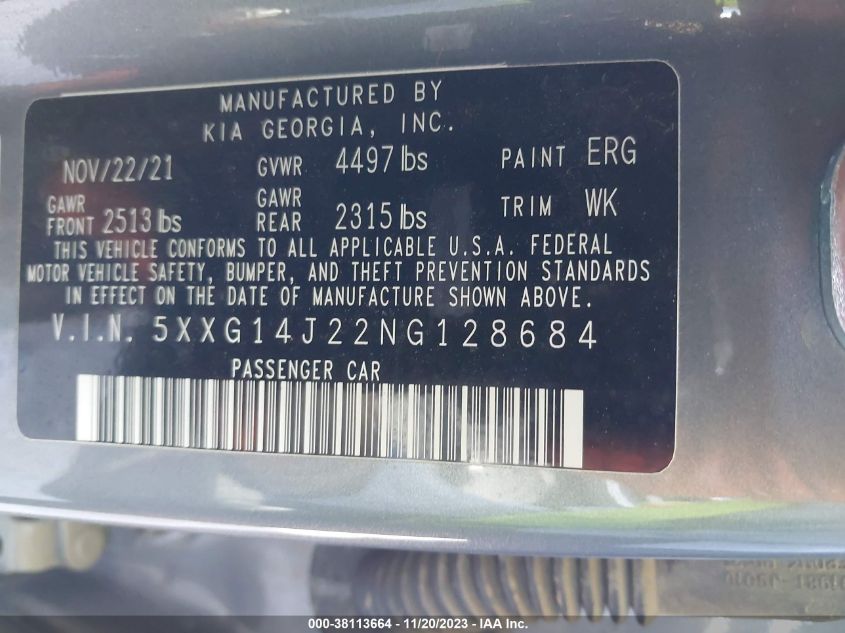 MANUFACTURED BY
KIA GEORGIA, INC.
NOV/22/21 GVWR 4497 lbs PAINT ERG
GAWR FRONT 2513 lbs GAWR REAR 2315 lbs TRIM WK
THIS VEHICLE CONFORMS TO ALL APPLICABLE U.S.A. FEDERAL
MOTOR VEHICLE SAFETY, BUMPER, AND THEFT PREVENTION STANDARDS
IN EFFECT ON THE DATE OF MANUFACTURE SHOWN ABOVE.
V.I.N. 5XXG14J22NG128684
PASSENGER CAR
000-38113664 - 11/20/2023 - IAA Inc.